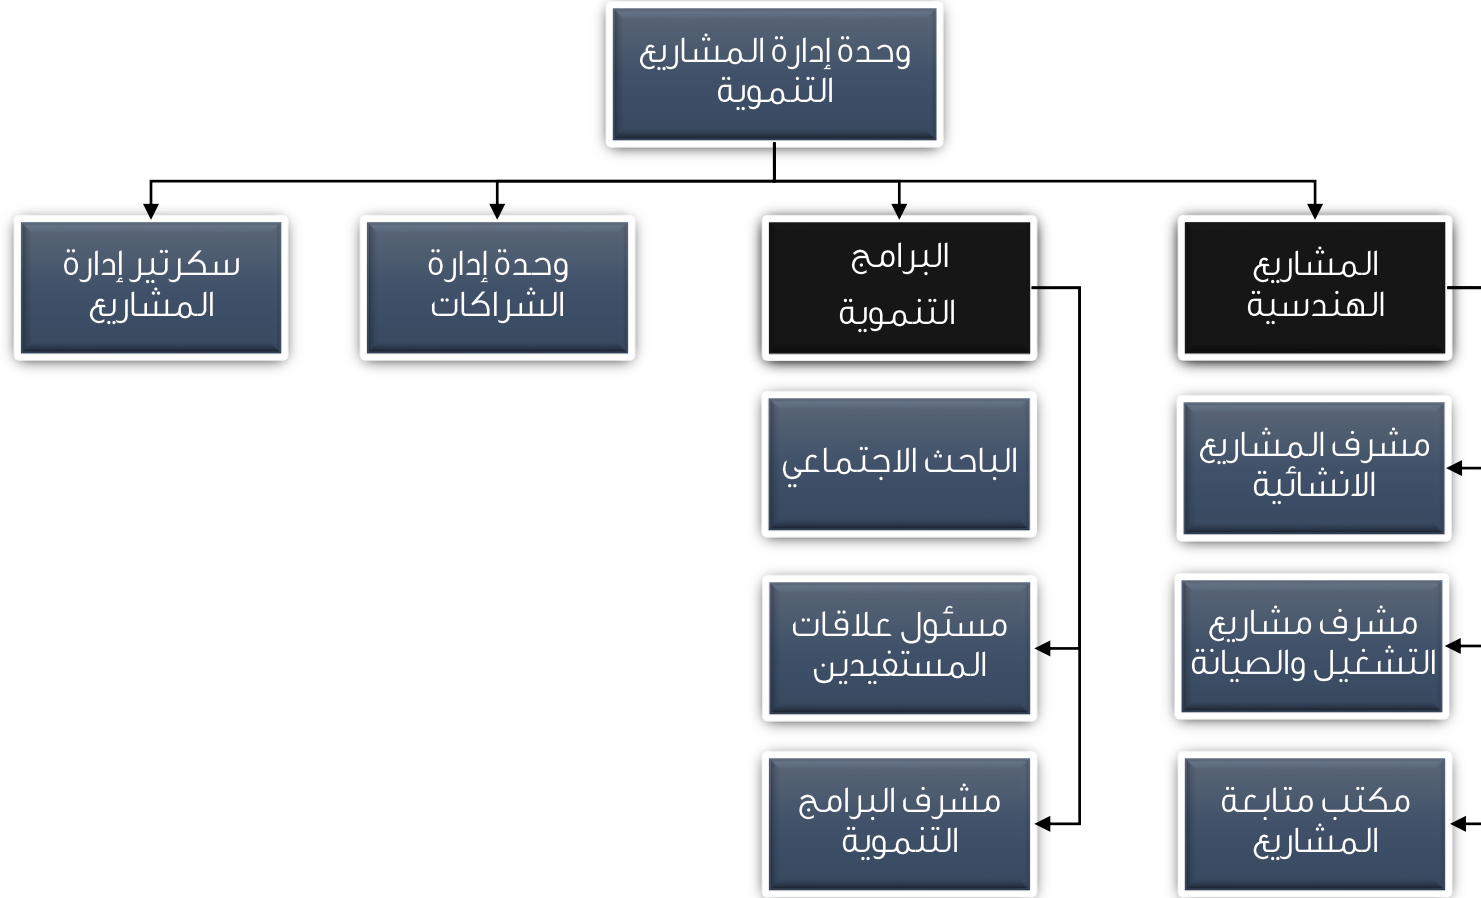 وحدة إدارة المشاريع
التنموية
المشاريع
الهندسية
البرامج
التنموية
وحدة إدارة
الشراكات
سكرتير إدارة
المشاريع
مشرف المشاريع
الانشائية
مشرف مشاريع
التشغيل والصيانة
مكتب متابعة
المشاريع
الباحث الاجتماعي
مسئول علاقات
المستفيدين
مشرف البرامج
التنموية